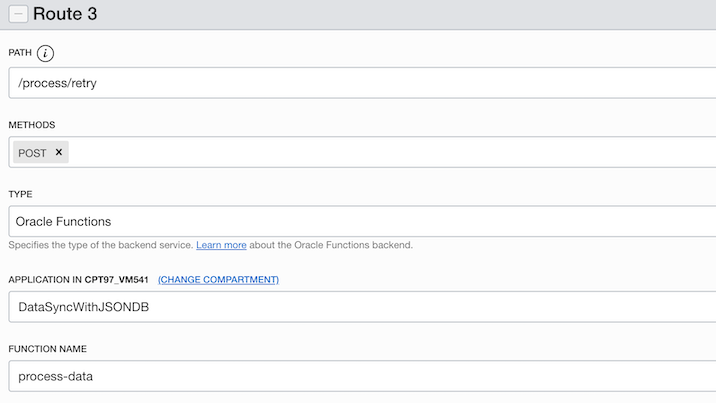 Route 3
PATH i
/process/retry
METHODS
POST x
TYPE
Oracle Functions
Specifies the type of the backend service. Learn more about the Oracle Functions backend.
APPLICATION IN CPT97_VM541 (CHANGE COMPARTMENT)
DataSyncWithJSONDB
FUNCTION NAME
process-data